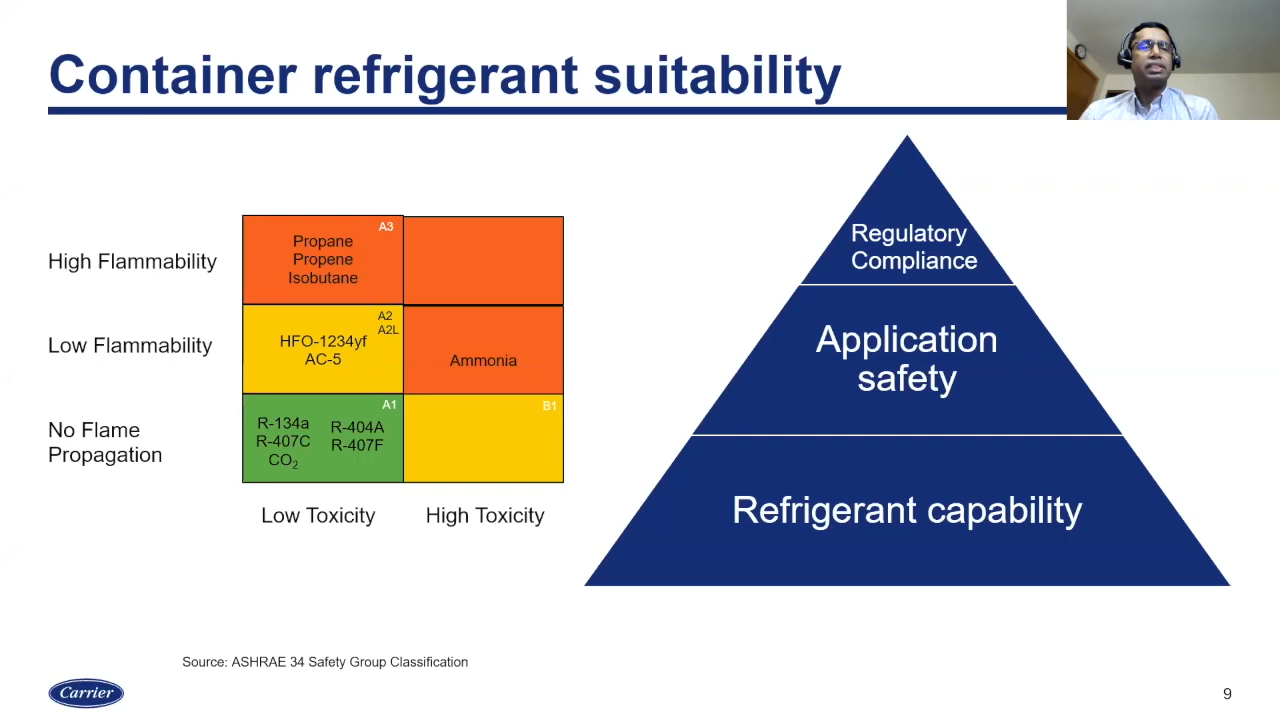 Container refrigerant suitability
High Flammability
A3
Propane
Propene
Isobutane
Low Flammability
A2
A2L
HFO-1234yf
AC-5
Ammonia
No Flame
Propagation
A1
R-134a
R-407C
CO₂
R-404A
R-407F
B1
Low Toxicity
High Toxicity
Regulatory
Compliance
Application
safety
Refrigerant capability
Source: ASHRAE 34 Safety Group Classification
Carrier
9